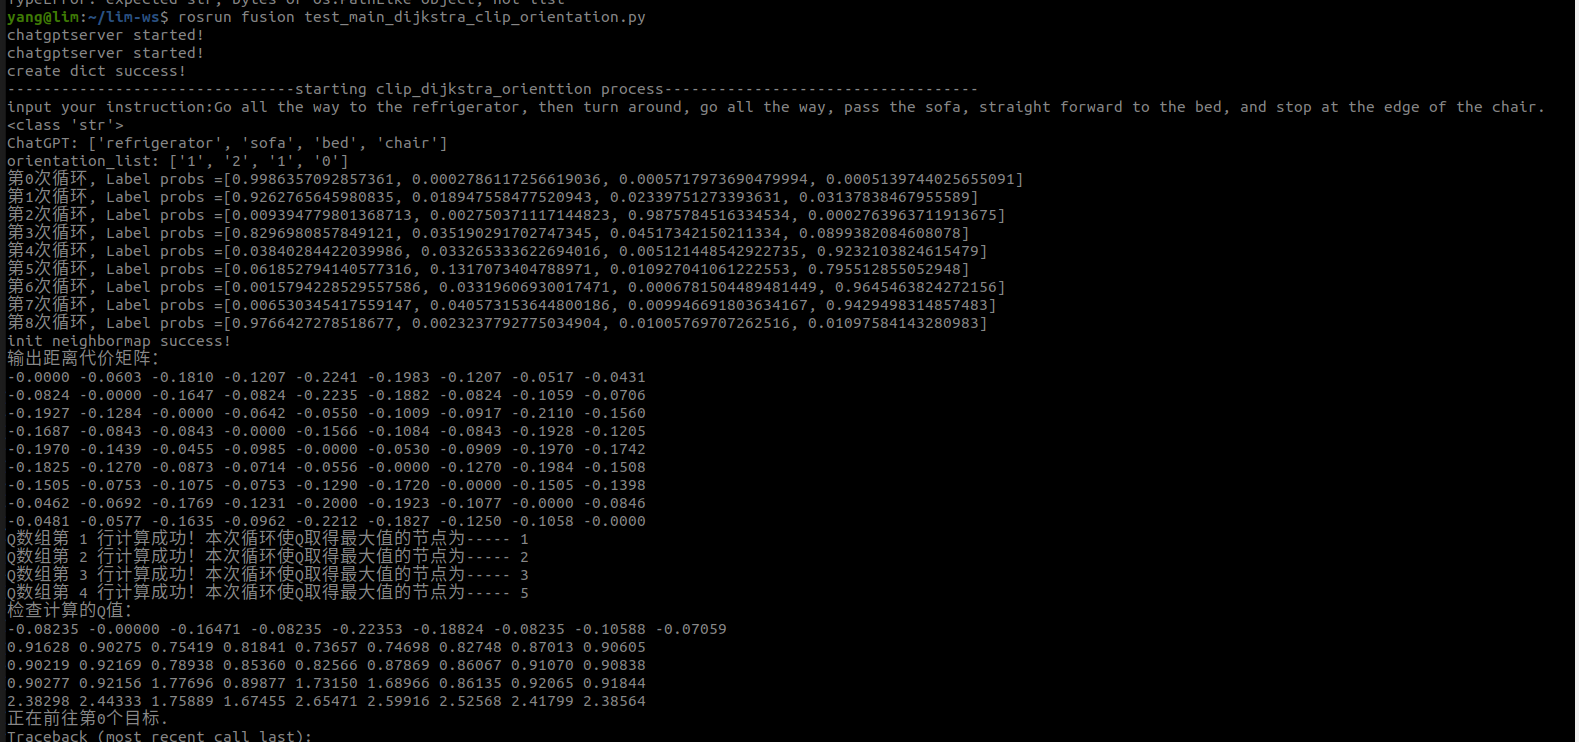 TypeError: expected str, bytes or os.PathLike object, not list
yang@lim:~/lim-ws$ rosrun fusion test_main_dijkstra_clip_orientation.py
chatgptserver started!
chatgptserver started!
create dict success!
--------------------------------starting clip_dijkstra_orienttion process-----------------------------------
input your instruction:Go all the way to the refrigerator, then turn around, go all the way, pass the sofa, straight forward to the bed, and stop at the edge of the chair.
<class 'str'>
ChatGPT: ['refrigerator', 'sofa', 'bed', 'chair']
orientation_list: ['1', '2', '1', '0']
第0次循环, Label probs =[0.9986357092857361, 0.0002786117256619036, 0.0005717973690479994, 0.0005139744025655091]
第1次循环, Label probs =[0.9262765645980835, 0.018947558477520943, 0.02339751273393631, 0.03137838467955589]
第2次循环, Label probs =[0.009394779801368713, 0.002750371117144823, 0.9875784516334534, 0.0002763963711913675]
第3次循环, Label probs =[0.8296980857849121, 0.035190291702747345, 0.04517342150211334, 0.0899382084608078]
第4次循环, Label probs =[0.03840284422039986, 0.033265333622694016, 0.005121448542922735, 0.9232103824615479]
第5次循环, Label probs =[0.061852794140577316, 0.1317073404788971, 0.010927041061222553, 0.795512855052948]
第6次循环, Label probs =[0.0015794228529557586, 0.03319606930017471, 0.0006781504489481449, 0.9645463824272156]
第7次循环, Label probs =[0.006530345417559147, 0.040573153644800186, 0.009946691803634167, 0.9429498314857483]
第8次循环, Label probs =[0.9766427278518677, 0.0023237792775034904, 0.01005769707262516, 0.01097584143280983]
init neighbormap success!
输出距离代价矩阵：
-0.0000 -0.0603 -0.1810 -0.1207 -0.2241 -0.1983 -0.1207 -0.0517 -0.0431
-0.0824 -0.0000 -0.1647 -0.0824 -0.2235 -0.1882 -0.0824 -0.1059 -0.0706
-0.1927 -0.1284 -0.0000 -0.0642 -0.0550 -0.1009 -0.0917 -0.2110 -0.1560
-0.1687 -0.0843 -0.0843 -0.0000 -0.1566 -0.1084 -0.0843 -0.1928 -0.1205
-0.1970 -0.1439 -0.0455 -0.0985 -0.0000 -0.0530 -0.0909 -0.1970 -0.1742
-0.1825 -0.1270 -0.0873 -0.0714 -0.0556 -0.0000 -0.1270 -0.1984 -0.1508
-0.1505 -0.0753 -0.1075 -0.0753 -0.1290 -0.1720 -0.0000 -0.1505 -0.1398
-0.0462 -0.0692 -0.1769 -0.1231 -0.2000 -0.1923 -0.1077 -0.0000 -0.0846
-0.0481 -0.0577 -0.1635 -0.0962 -0.2212 -0.1827 -0.1250 -0.1058 -0.0000
Q数组第 1 行计算成功！本次循环使Q取得最大值的节点为----- 1
Q数组第 2 行计算成功！本次循环使Q取得最大值的节点为----- 2
Q数组第 3 行计算成功！本次循环使Q取得最大值的节点为----- 3
Q数组第 4 行计算成功！本次循环使Q取得最大值的节点为----- 5
检查计算的Q值：
-0.08235 -0.00000 -0.16471 -0.08235 -0.22353 -0.18824 -0.08235 -0.10588 -0.07059
0.91628 0.90275 0.75419 0.81841 0.73657 0.74698 0.82748 0.87013 0.90605
0.90219 0.92169 0.78938 0.85360 0.82566 0.87869 0.86067 0.91070 0.90838
0.90277 0.92156 1.77696 0.89877 1.73150 1.68966 0.86135 0.92065 0.91844
2.38298 2.44333 1.75889 1.67455 2.65471 2.59916 2.52568 2.41799 2.38564
正在前往第0个目标.
Traceback (most recent call last):